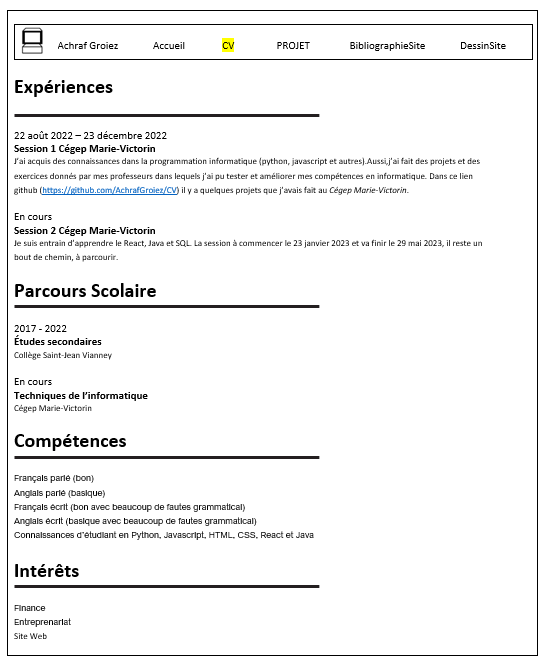 Achraf Groiez Accueil CV PROJET BibliographieSite DessinSite
Expériences
22 août 2022 – 23 décembre 2022
Session 1 Cégep Marie-Victorin
J'ai acquis des connaissances dans la programmation informatique (python, javascript et autres).Aussi,j'ai fait des projets et des
exercices donnés par mes professeurs dans lequels j'ai pu tester et améliorer mes compétences en informatique. Dans ce lien
github (https://github.com/AchrafGroiez/CV) il y a quelques projets que j'avais fait au Cégep Marie-Victorin.
En cours
Session 2 Cégep Marie-Victorin
Je suis entrain d'apprendre le React, Java et SQL. La session à commencer le 23 janvier 2023 et va finir le 29 mai 2023, il reste un
bout de chemin, à parcourir.
Parcours Scolaire
2017 - 2022
Études secondaires
Collège Saint-Jean Vianney
En cours
Techniques de l'informatique
Cégep Marie-Victorin
Compétences
Français parlé (bon)
Anglais parlé (basique)
Français écrit (bon avec beaucoup de fautes grammatical)
Anglais écrit (basique avec beaucoup de fautes grammatical)
Connaissances d'étudiant en Python, Javascript, HTML, CSS, React et Java
Intérêts
Finance
Entreprenariat
Site Web